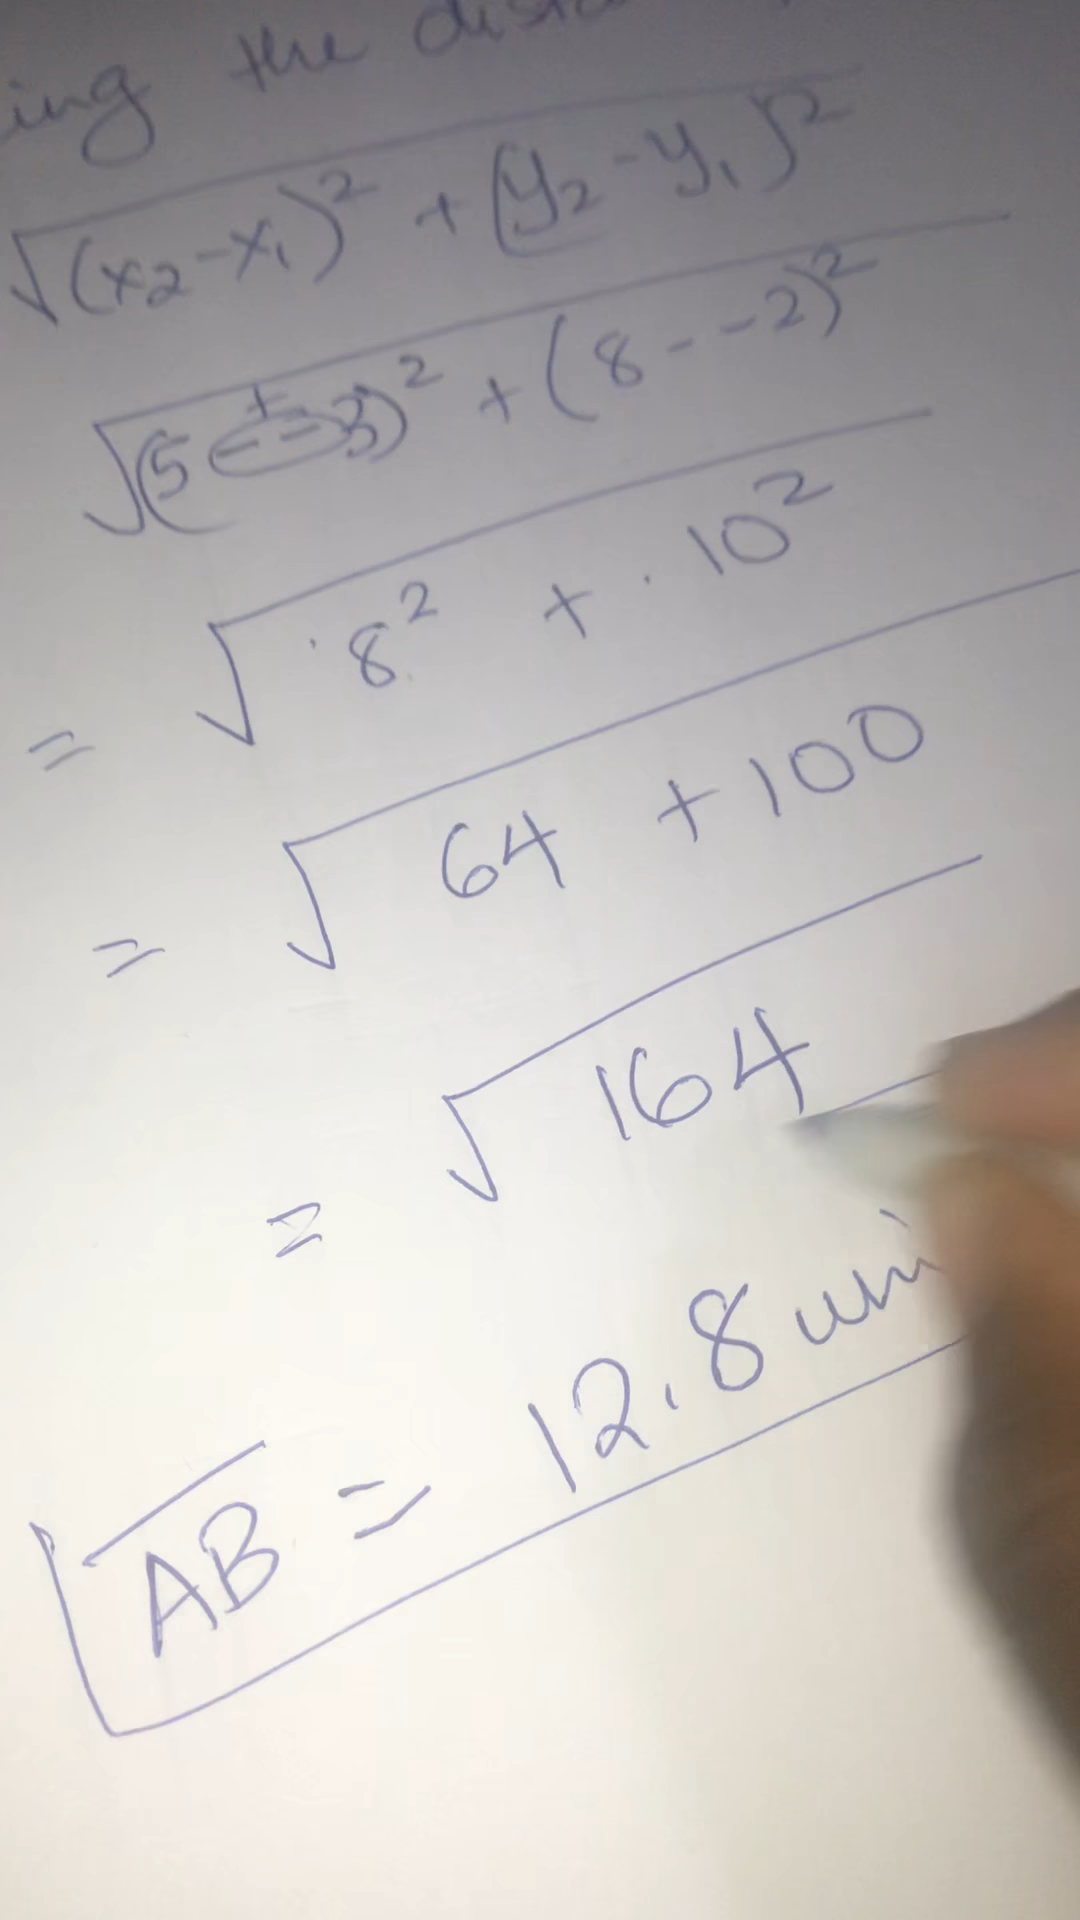 ing the
√(x₂-x₁)² + (y₂-y₁)²
√(5--3)² + (8--2)²
+
= √8² + 10²
= √64 + 100
= √164
AB = 12.8